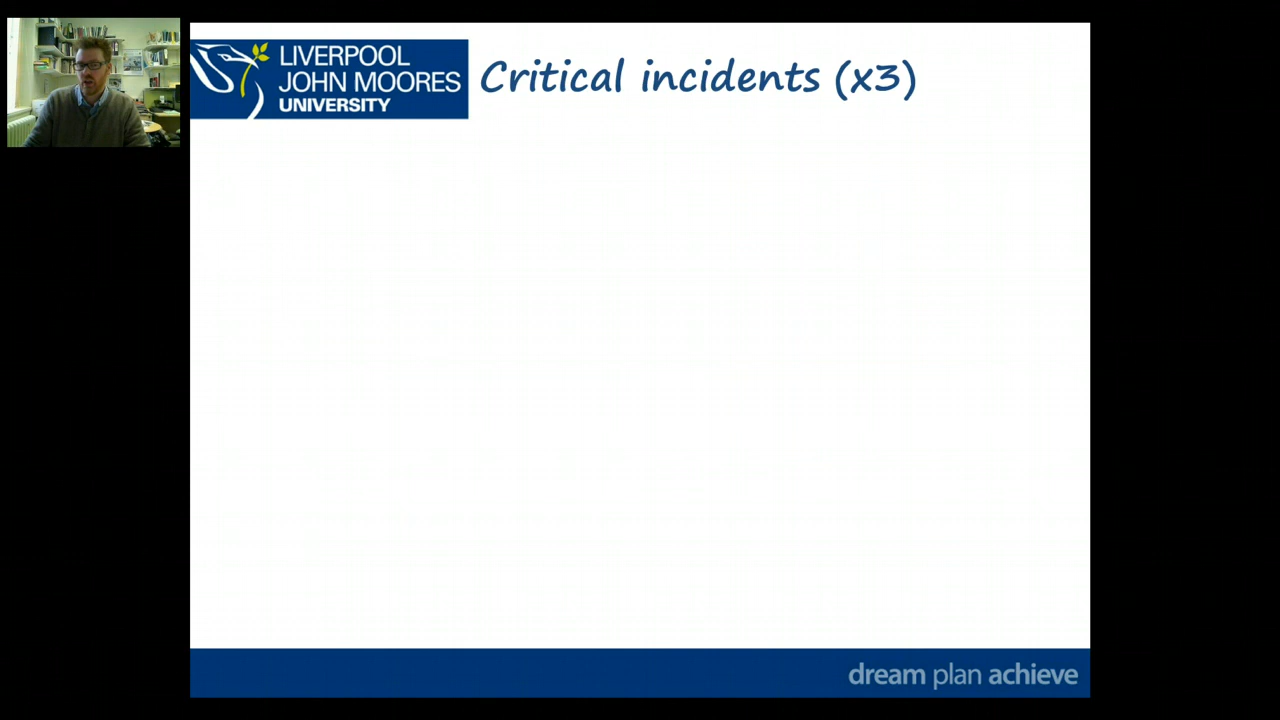 LIVERPOOL
JOHN MOORES
UNIVERSITY
Critical incidents (x3)
dream plan achieve